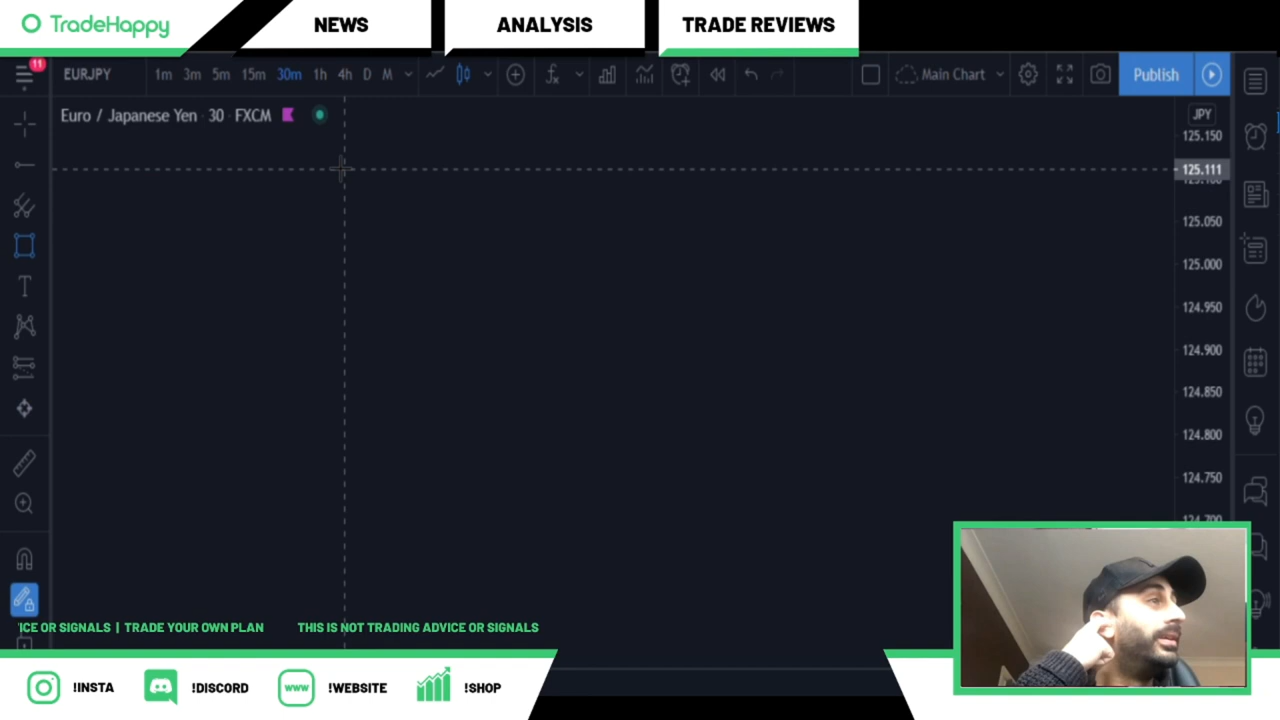 TradeHappy
NEWS
ANALYSIS
TRADE REVIEWS
11
EURJPY
1m 3m 5m 15m 30m 1h 4h D M
Main Chart
Publish
Euro / Japanese Yen · 30 · FXCM
JPY
125.150
125.111
125.050
125.000
124.950
124.900
124.850
124.800
124.750
124.700
ICE OR SIGNALS | TRADE YOUR OWN PLAN
THIS IS NOT TRADING ADVICE OR SIGNALS
!INSTA
!DISCORD
WWW
!WEBSITE
!SHOP